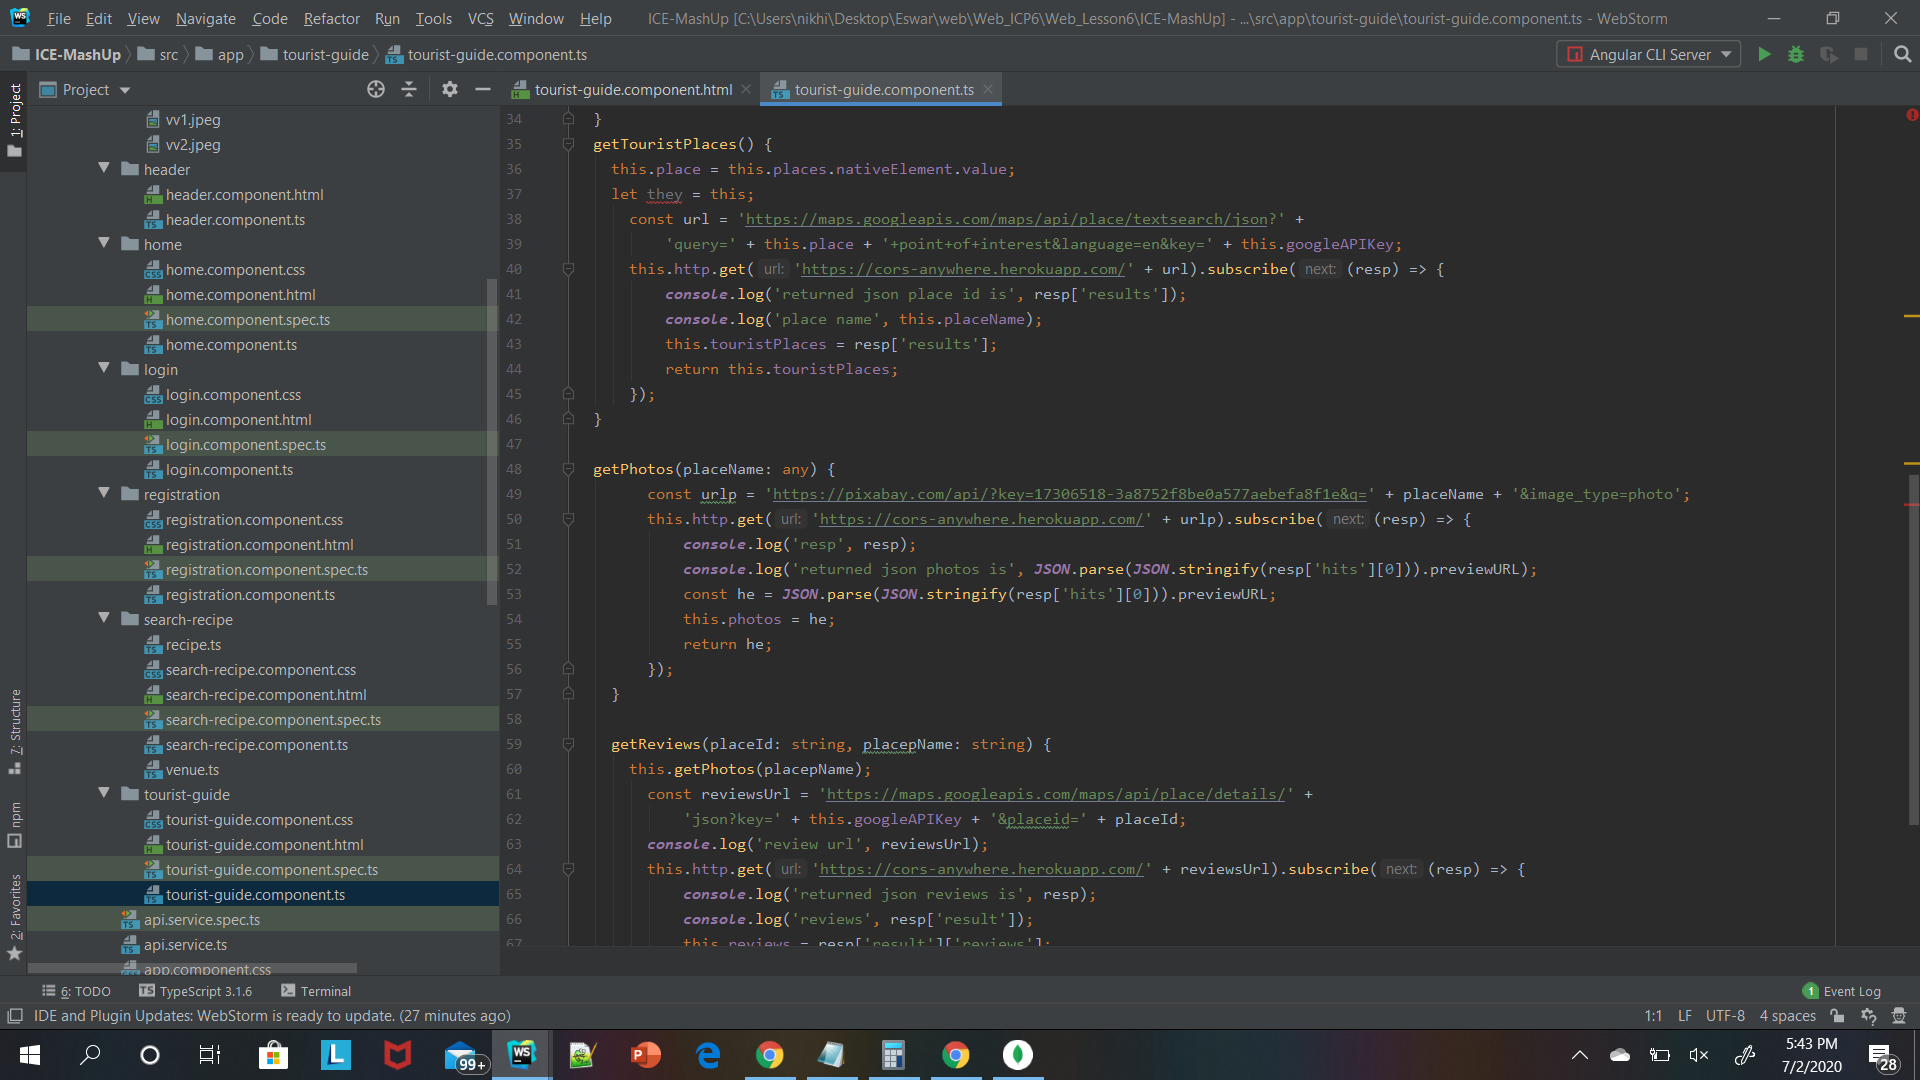 File Edit View Navigate Code Refactor Run Tools VCS Window Help ICE-MashUp [C:\Users\nikhi\Desktop\Eswar\web\Web_ICP6\Web_Lesson6\ICE-MashUp] - ...\src\app\tourist-guide\tourist-guide.component.ts - WebStorm
ICE-MashUp src app tourist-guide tourist-guide.component.ts Angular CLI Server
Project tourist-guide.component.html tourist-guide.component.ts
1: Project
7: Structure
npm
2: Favorites
vv1.jpeg
vv2.jpeg
header
header.component.html
header.component.ts
home
home.component.css
home.component.html
home.component.spec.ts
home.component.ts
login
login.component.css
login.component.html
login.component.spec.ts
login.component.ts
registration
registration.component.css
registration.component.html
registration.component.spec.ts
registration.component.ts
search-recipe
recipe.ts
search-recipe.component.css
search-recipe.component.html
search-recipe.component.spec.ts
search-recipe.component.ts
venue.ts
tourist-guide
tourist-guide.component.css
tourist-guide.component.html
tourist-guide.component.spec.ts
tourist-guide.component.ts
api.service.spec.ts
api.service.ts
app.component.css
34 }
35 getTouristPlaces() {
36 this.place = this.places.nativeElement.value;
37 let they = this;
38 const url = 'https://maps.googleapis.com/maps/api/place/textsearch/json?' +
39 'query=' + this.place + '+point+of+interest&language=en&key=' + this.googleAPIKey;
40 this.http.get( url: 'https://cors-anywhere.herokuapp.com/' + url).subscribe( next: (resp) => {
41 console.log('returned json place id is', resp['results']);
42 console.log('place name', this.placeName);
43 this.touristPlaces = resp['results'];
44 return this.touristPlaces;
45 });
46 }
47
48 getPhotos(placeName: any) {
49 const urlp = 'https://pixabay.com/api/?key=17306518-3a8752f8be0a577aebefa8f1e&q=' + placeName + '&image_type=photo';
50 this.http.get( url: 'https://cors-anywhere.herokuapp.com/' + urlp).subscribe( next: (resp) => {
51 console.log('resp', resp);
52 console.log('returned json photos is', JSON.parse(JSON.stringify(resp['hits'][0])).previewURL);
53 const he = JSON.parse(JSON.stringify(resp['hits'][0])).previewURL;
54 this.photos = he;
55 return he;
56 });
57 }
58
59 getReviews(placeId: string, placepName: string) {
60 this.getPhotos(placepName);
61 const reviewsUrl = 'https://maps.googleapis.com/maps/api/place/details/' +
62 'json?key=' + this.googleAPIKey + '&placeid=' + placeId;
63 console.log('review url', reviewsUrl);
64 this.http.get( url: 'https://cors-anywhere.herokuapp.com/' + reviewsUrl).subscribe( next: (resp) => {
65 console.log('returned json reviews is', resp);
66 console.log('reviews', resp['result']);
67 this.reviews = resp['result']['reviews'];
6: TODO TypeScript 3.1.6 Terminal 1 Event Log
IDE and Plugin Updates: WebStorm is ready to update. (27 minutes ago) 1:1 LF UTF-8 4 spaces
99+ 5:43 PM
7/2/2020 28